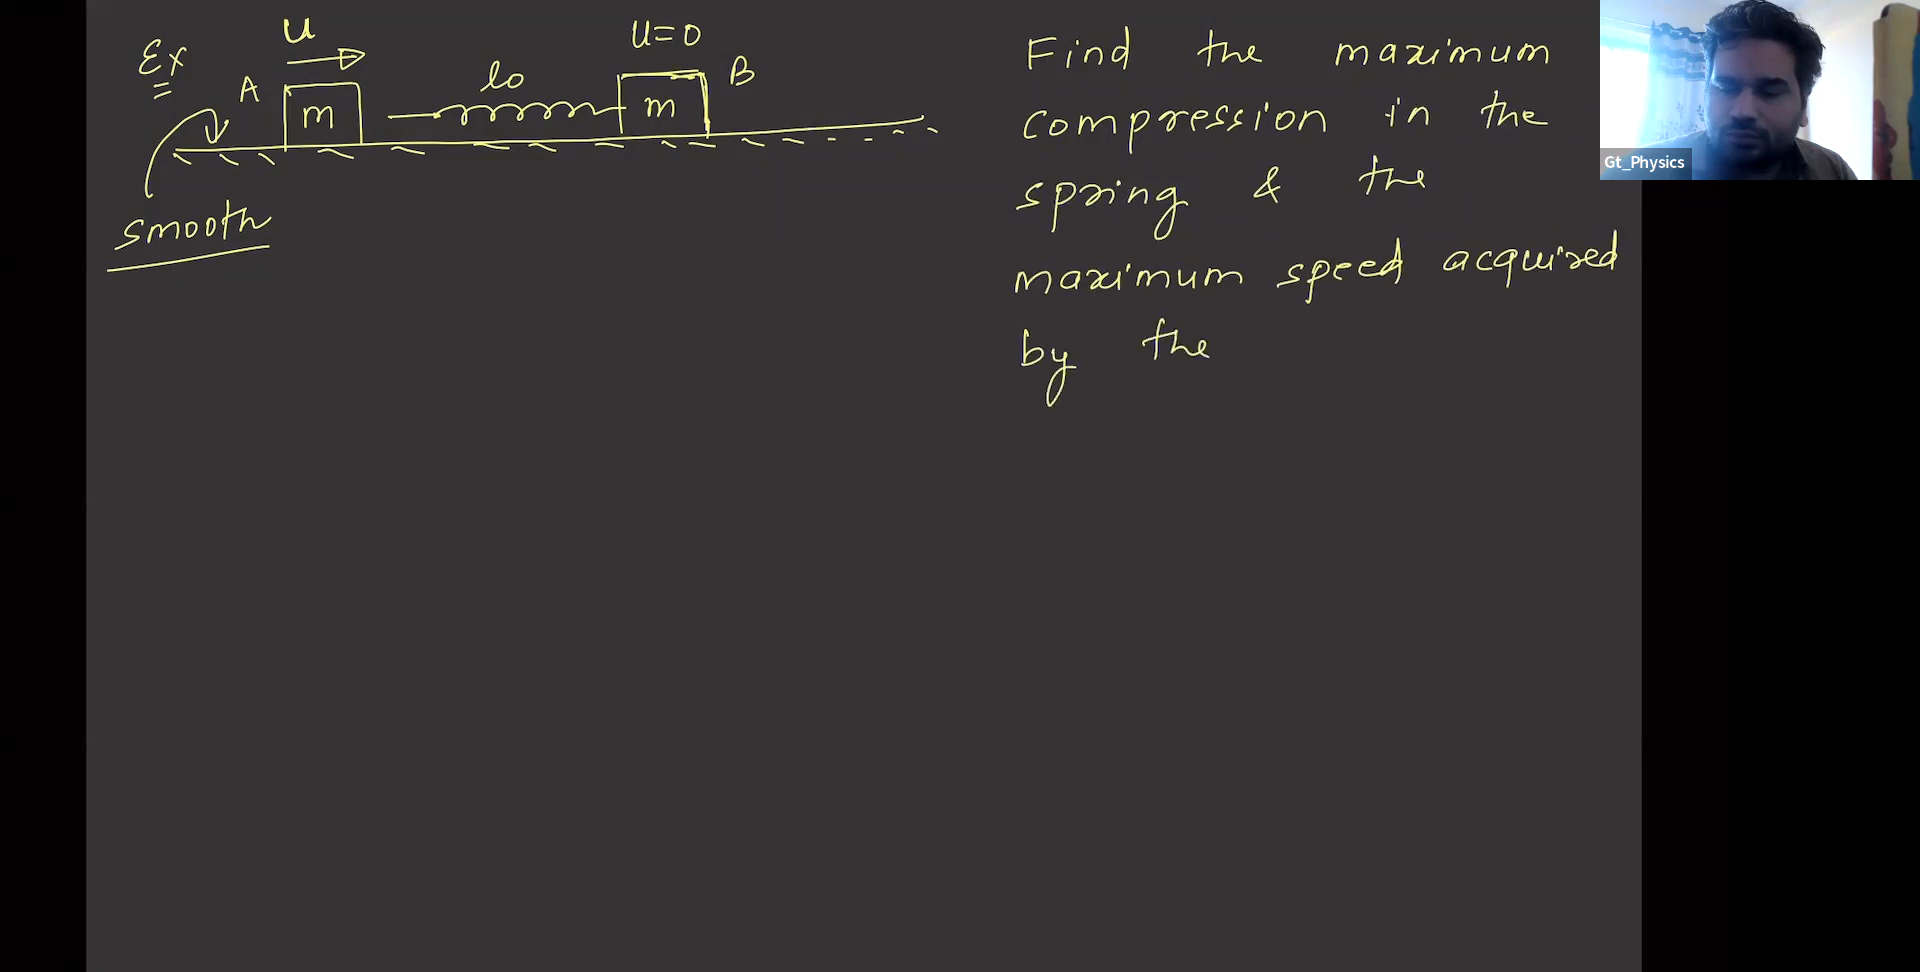 Ex
u
A
m
lo
u=0
m
B
smooth
Find the maximum
compression in the
spring & the
maximum speed acquired
by the
Gt_Physics